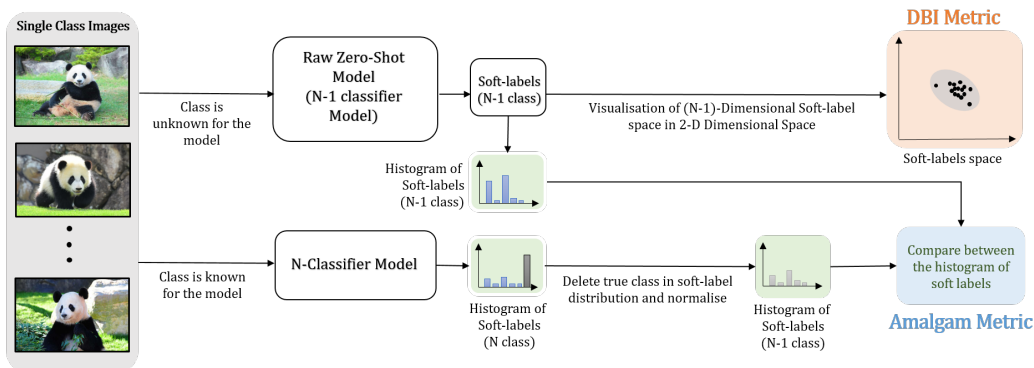 Single Class Images
Class is
unknown for the
model
Raw Zero-Shot
Model
(N-1 classifier
Model)
Soft-labels
(N-1 class)
Visualisation of (N-1)-Dimensional Soft-label
space in 2-D Dimensional Space
DBI Metric
Soft-labels space
Histogram of
Soft-labels
(N-1 class)
Class is known
for the model
N-Classifier Model
Histogram of
Soft-labels
(N class)
Delete true class in soft-label
distribution and normalise
Histogram of
Soft-labels
(N-1 class)
Compare between
the histogram of
soft labels
Amalgam Metric